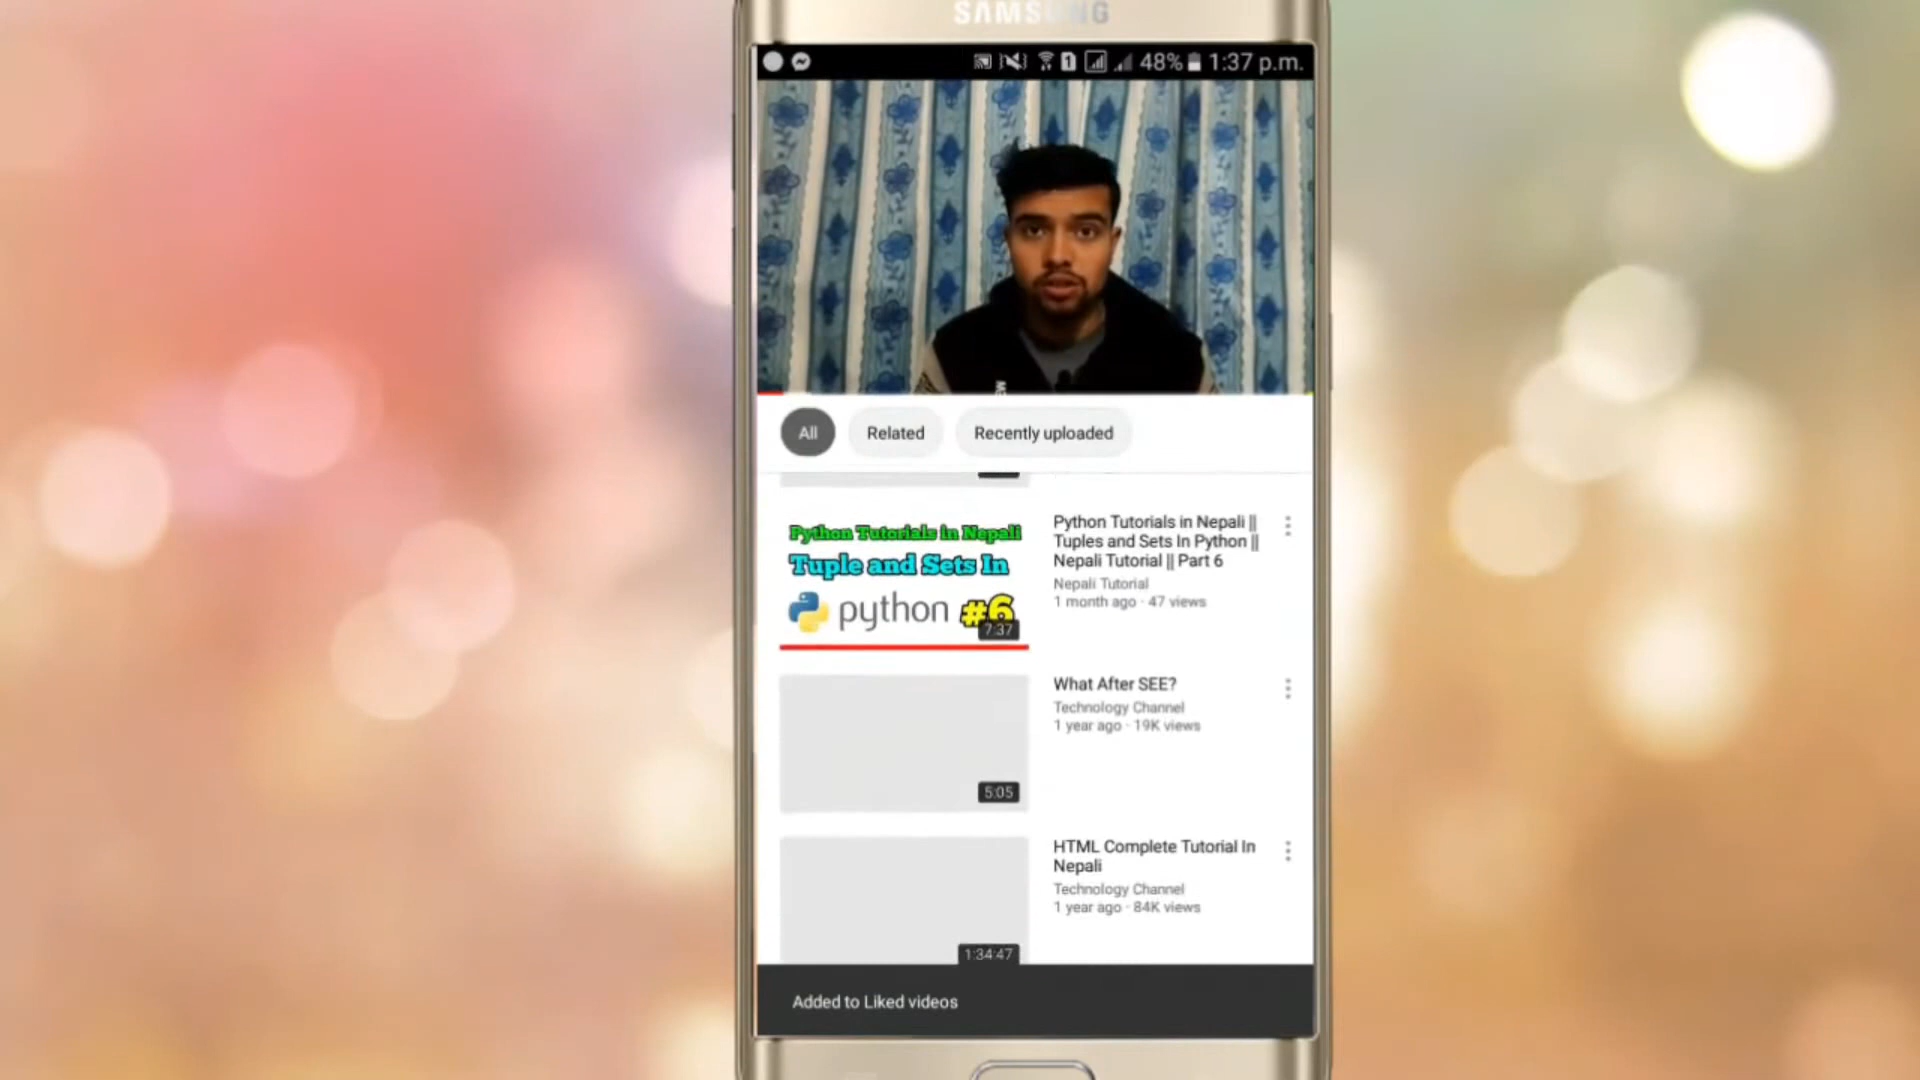 SAMSUNG
1 48% 1:37 p.m.
All Related Recently uploaded
Python Tutorials in Nepali
Tuple and Sets In
python #6
7:37
Python Tutorials in Nepali ||
Tuples and Sets In Python ||
Nepali Tutorial || Part 6
Nepali Tutorial
1 month ago · 47 views
5:05
What After SEE?
Technology Channel
1 year ago · 19K views
1:34:47
HTML Complete Tutorial In
Nepali
Technology Channel
1 year ago · 84K views
Added to Liked videos